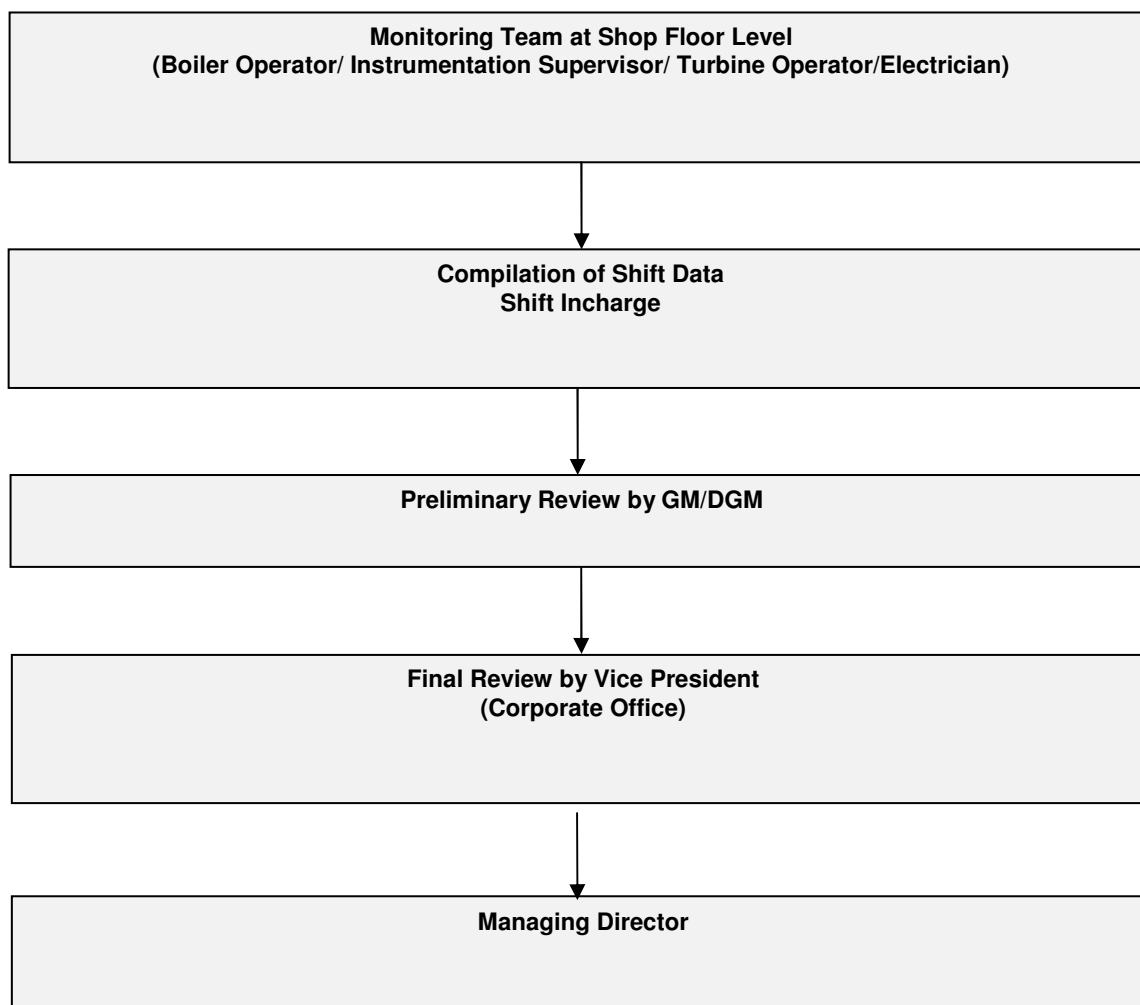 Monitoring Team at Shop Floor Level
(Boiler Operator/ Instrumentation Supervisor/ Turbine Operator/Electrician)
Compilation of Shift Data
Shift Incharge
Preliminary Review by GM/DGM
Final Review by Vice President
(Corporate Office)
Managing Director